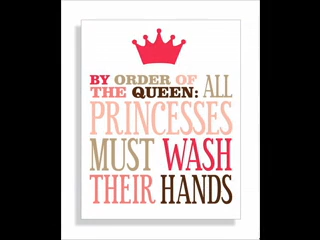 BY ORDER OF
THE QUEEN: ALL
PRINCESSES
MUST WASH
THEIR HANDS